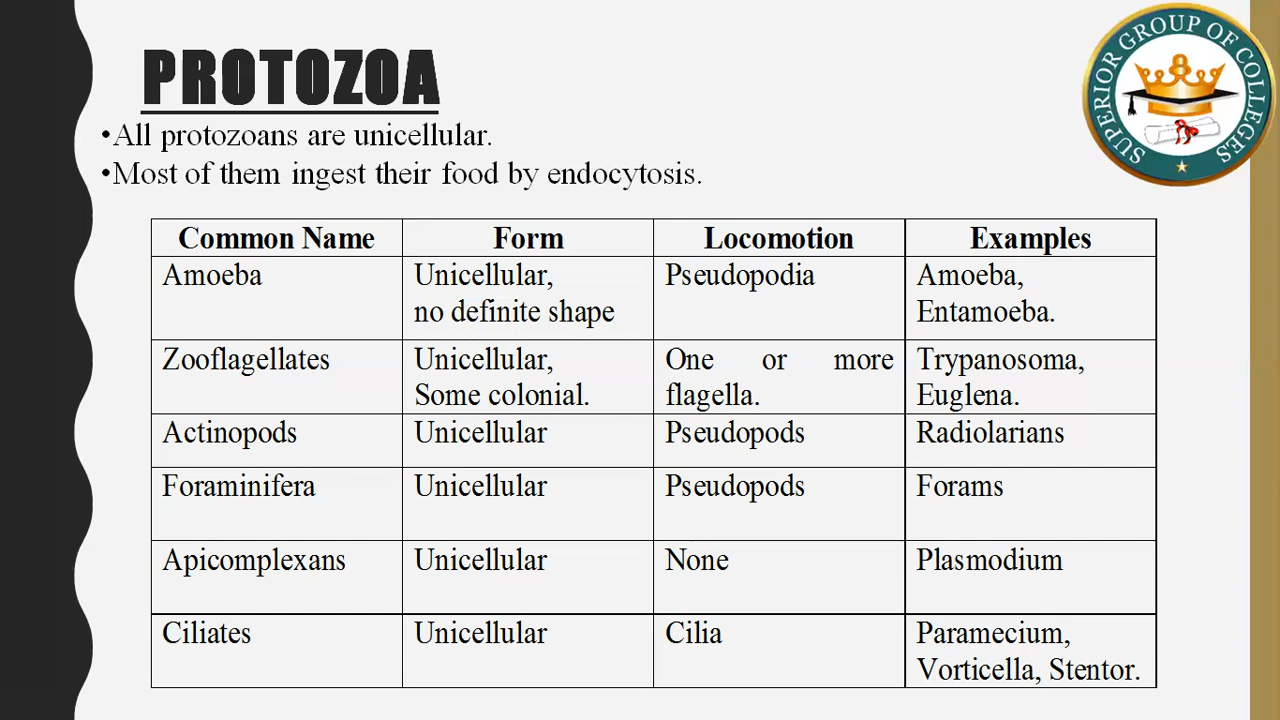 PROTOZOA
SUPERIOR GROUP OF COLLEGES
•All protozoans are unicellular.
•Most of them ingest their food by endocytosis.
Common Name Form Locomotion Examples
Amoeba Unicellular, Pseudopodia Amoeba,
no definite shape Entamoeba.
Zooflagellates Unicellular, One or more Trypanosoma,
Some colonial. flagella. Euglena.
Actinopods Unicellular Pseudopods Radiolarians
Foraminifera Unicellular Pseudopods Forams
Apicomplexans Unicellular None Plasmodium
Ciliates Unicellular Cilia Paramecium,
Vorticella, Stentor.